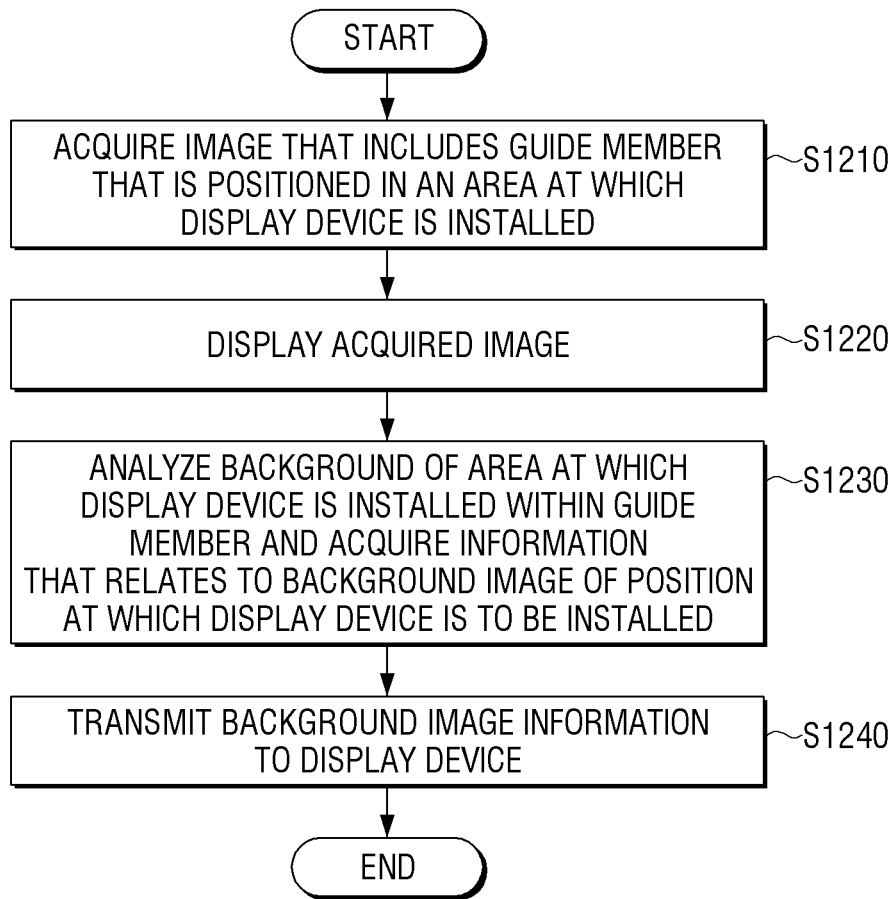 START
ACQUIRE IMAGE THAT INCLUDES GUIDE MEMBER
THAT IS POSITIONED IN AN AREA AT WHICH
DISPLAY DEVICE IS INSTALLED
S1210
DISPLAY ACQUIRED IMAGE
S1220
ANALYZE BACKGROUND OF AREA AT WHICH
DISPLAY DEVICE IS INSTALLED WITHIN GUIDE
MEMBER AND ACQUIRE INFORMATION
THAT RELATES TO BACKGROUND IMAGE OF POSITION
AT WHICH DISPLAY DEVICE IS TO BE INSTALLED
S1230
TRANSMIT BACKGROUND IMAGE INFORMATION
TO DISPLAY DEVICE
S1240
END